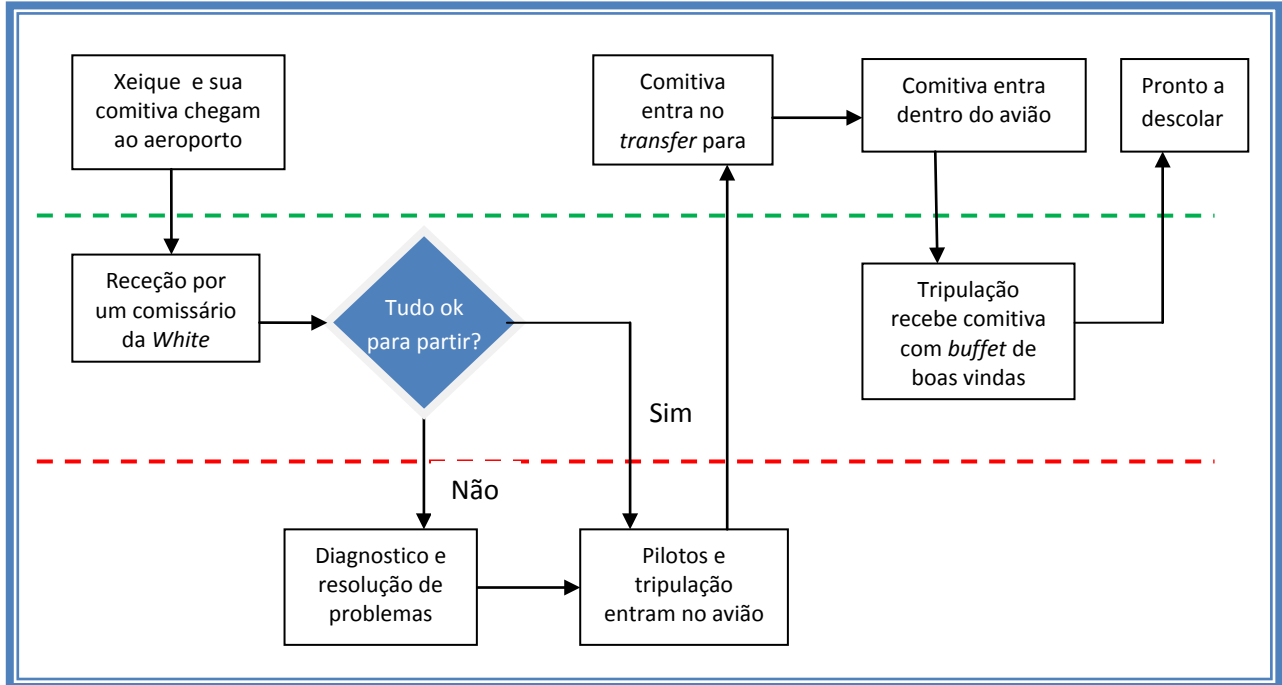 Xeique e sua
comitiva chegam
ao aeroporto
Receção por
um comissário
da White
Tudo ok
para partir?
Sim
Não
Diagnostico e
resolução de
problemas
Pilotos e
tripulação
entram no avião
Comitiva
entra no
transfer para
Comitiva entra
dentro do avião
Tripulação
recebe comitiva
com buffet de
boas vindas
Pronto a
descolar